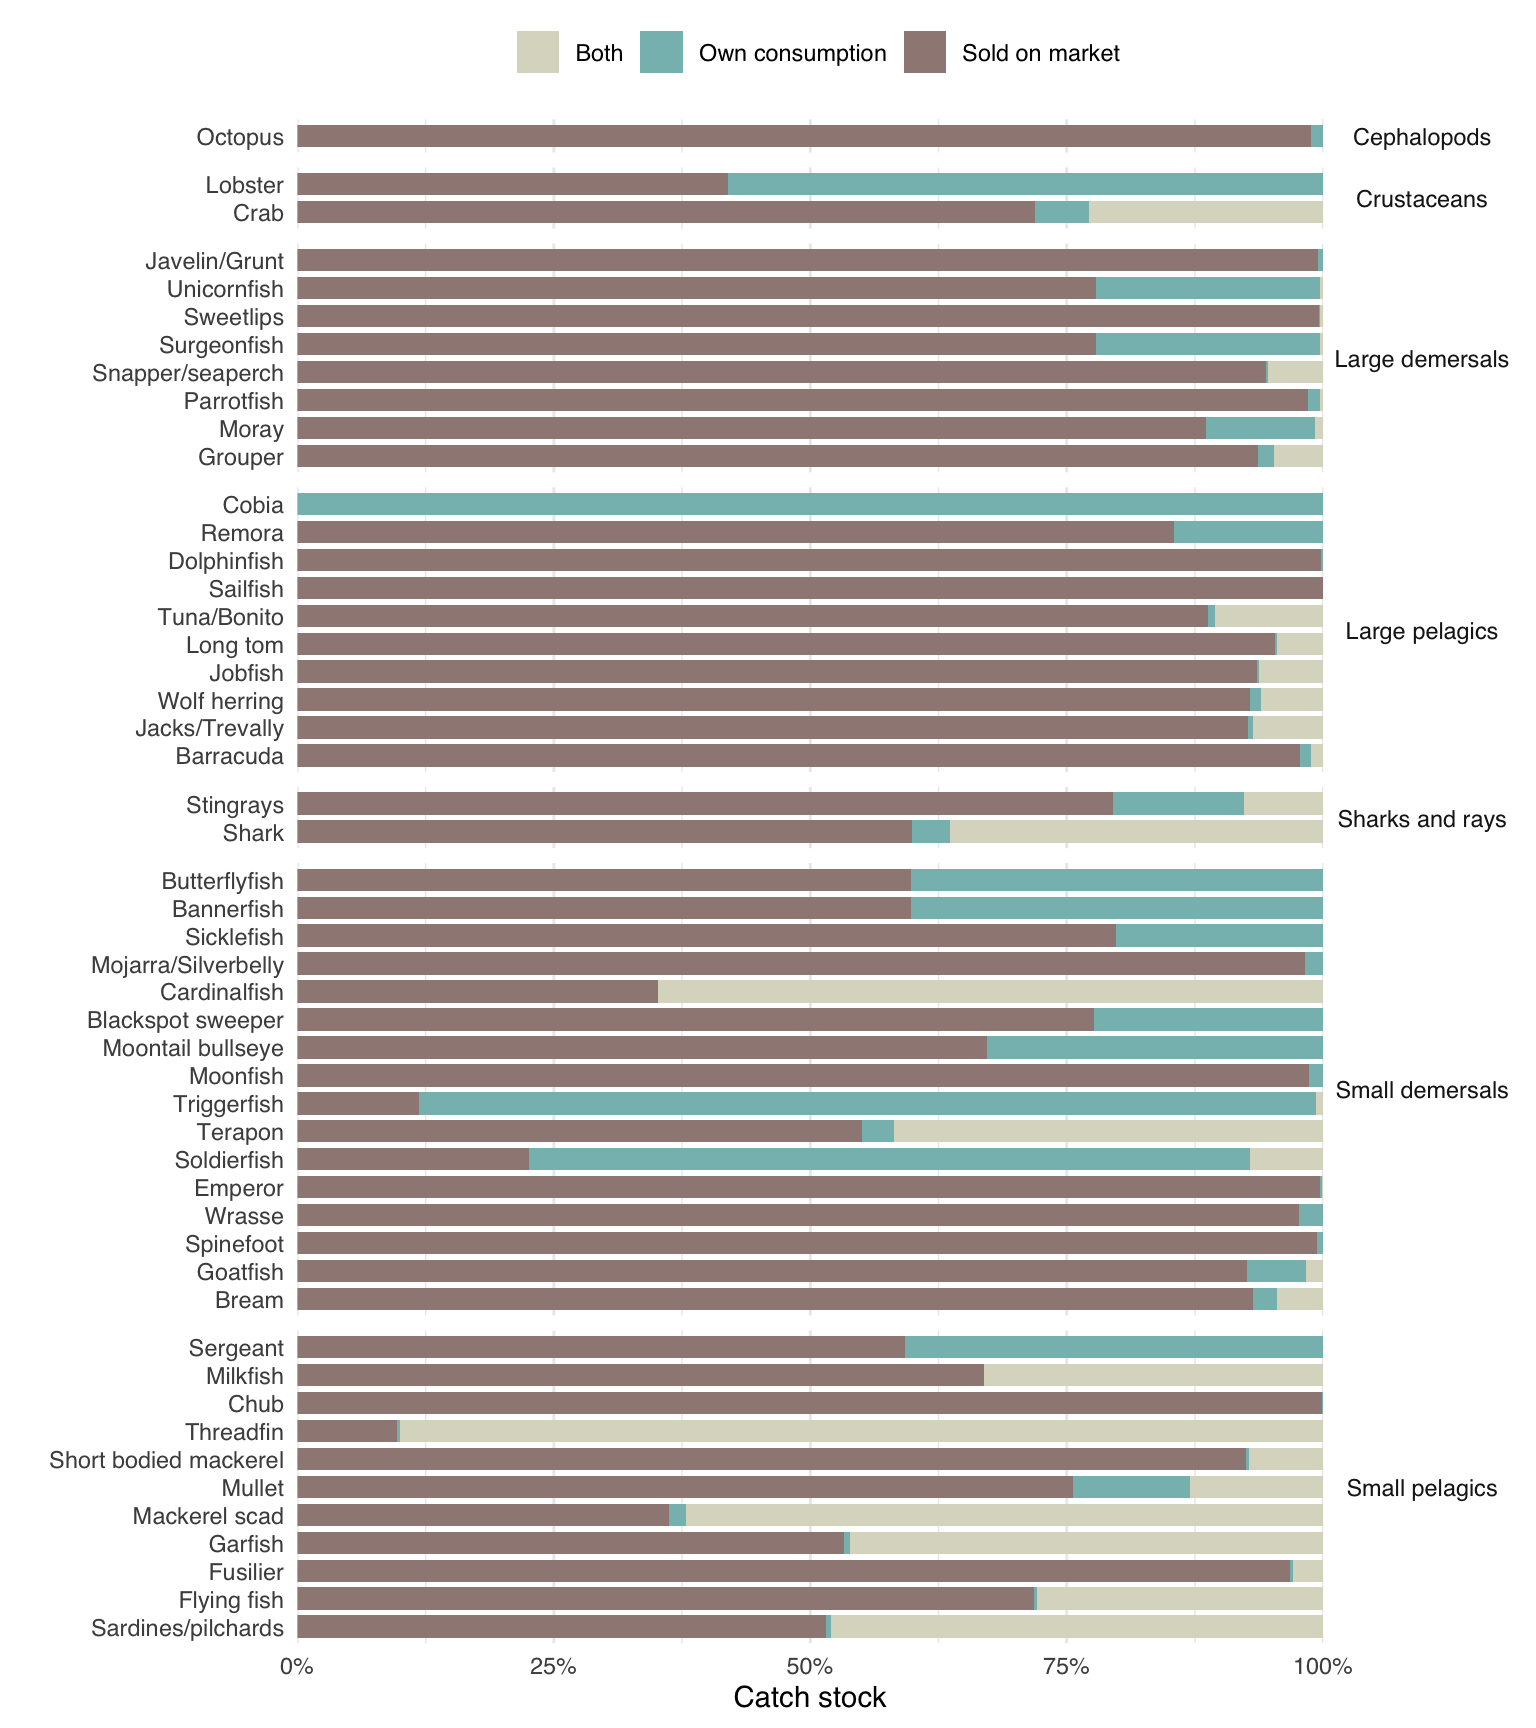 Both Own consumption Sold on market
Octopus
Cephalopods
Lobster
Crab
Crustaceans
Javelin/Grunt
Unicornfish
Sweetlips
Surgeonfish
Snapper/seaperch
Parrotfish
Moray
Grouper
Large demersals
Cobia
Remora
Dolphinfish
Sailfish
Tuna/Bonito
Long tom
Jobfish
Wolf herring
Jacks/Trevally
Barracuda
Large pelagics
Stingrays
Shark
Sharks and rays
Butterflyfish
Bannerfish
Sicklefish
Mojarra/Silverbelly
Cardinalfish
Blackspot sweeper
Moontail bullseye
Moonfish
Triggerfish
Terapon
Soldierfish
Emperor
Wrasse
Spinefoot
Goatfish
Bream
Small demersals
Sergeant
Milkfish
Chub
Threadfin
Short bodied mackerel
Mullet
Mackerel scad
Garfish
Fusilier
Flying fish
Sardines/pilchards
Small pelagics
0% 25% 50% 75% 100%
Catch stock